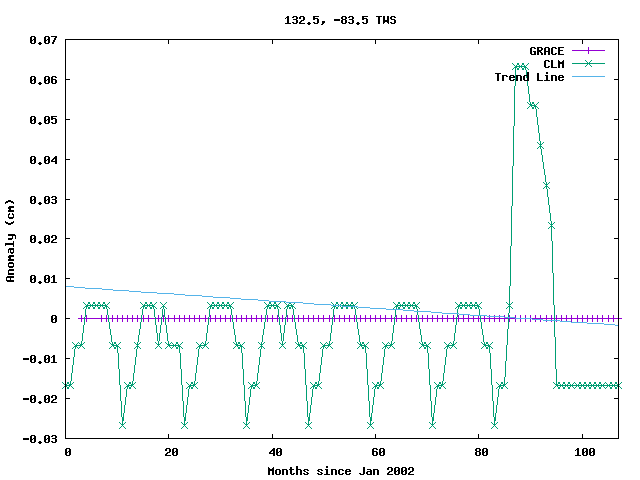 132.5, -83.5 TWS
0.07
0.06
0.05
0.04
0.03
0.02
0.01
0
-0.01
-0.02
-0.03
Anomaly (cm)
GRACE
CLM
Trend Line
0 20 40 60 80 100
Months since Jan 2002